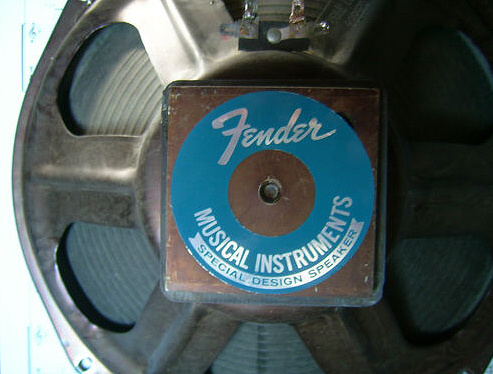 Fender
MUSICAL INSTRUMENTS
SPECIAL DESIGN SPEAKER